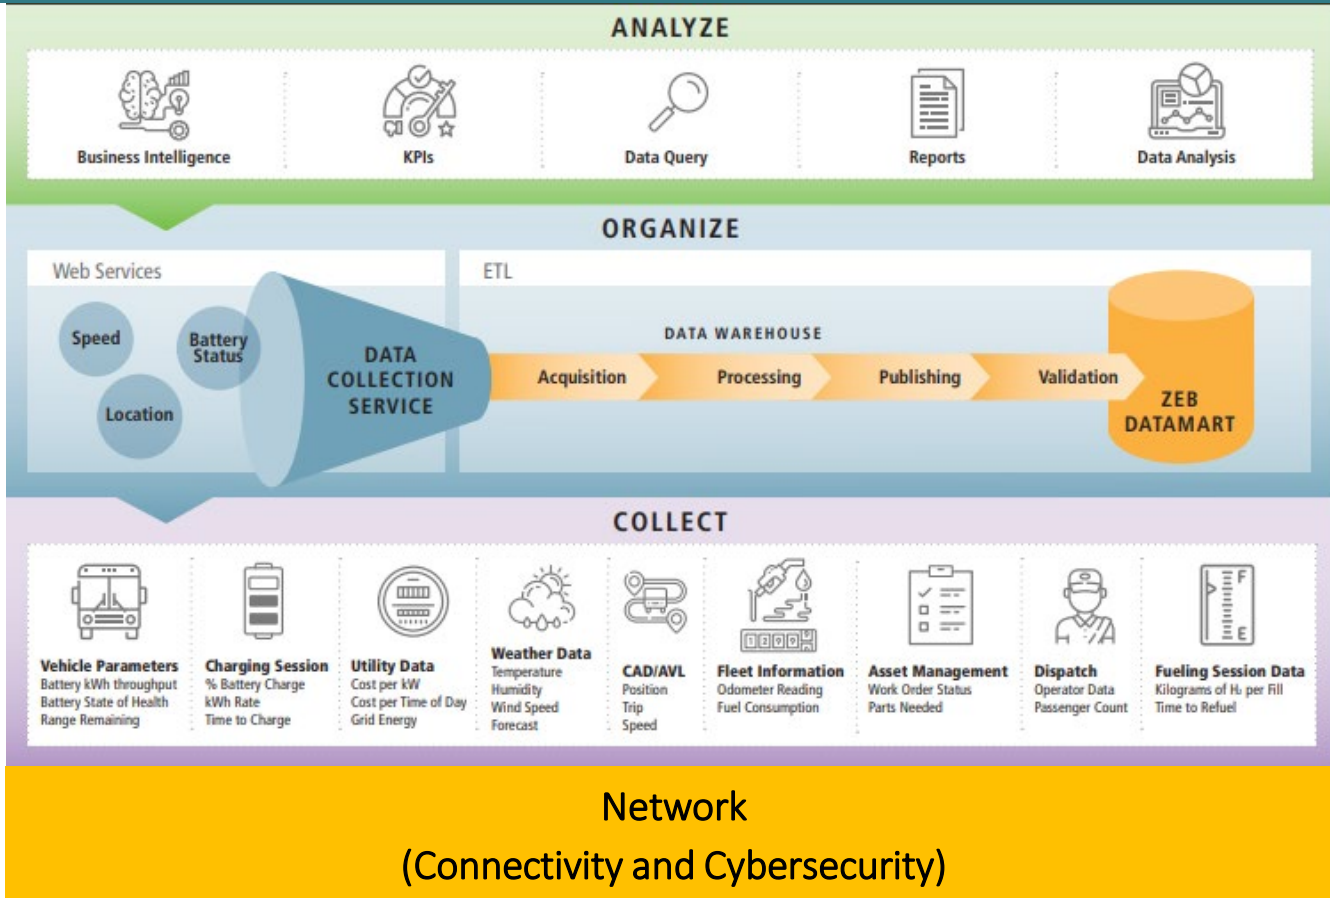 ANALYZE
Business Intelligence
KPIs
Data Query
Reports
Data Analysis
ORGANIZE
Web Services
ETL
Speed
Battery
Status
Location
DATA
COLLECTION
SERVICE
DATA WAREHOUSE
Acquisition
Processing
Publishing
Validation
ZEB
DATAMART
COLLECT
Vehicle Parameters
Battery kWh throughput
Battery State of Health
Range Remaining
Charging Session
% Battery Charge
kWh Rate
Time to Charge
Utility Data
Cost per kW
Cost per Time of Day
Grid Energy
Weather Data
Temperature
Humidity
Wind Speed
Forecast
CAD/AVL
Position
Trip
Speed
Fleet Information
Odometer Reading
Fuel Consumption
Asset Management
Work Order Status
Parts Needed
Dispatch
Operator Data
Passenger Count
F
E
Fueling Session Data
Kilograms of H₂ per Fill
Time to Refuel
Network
(Connectivity and Cybersecurity)